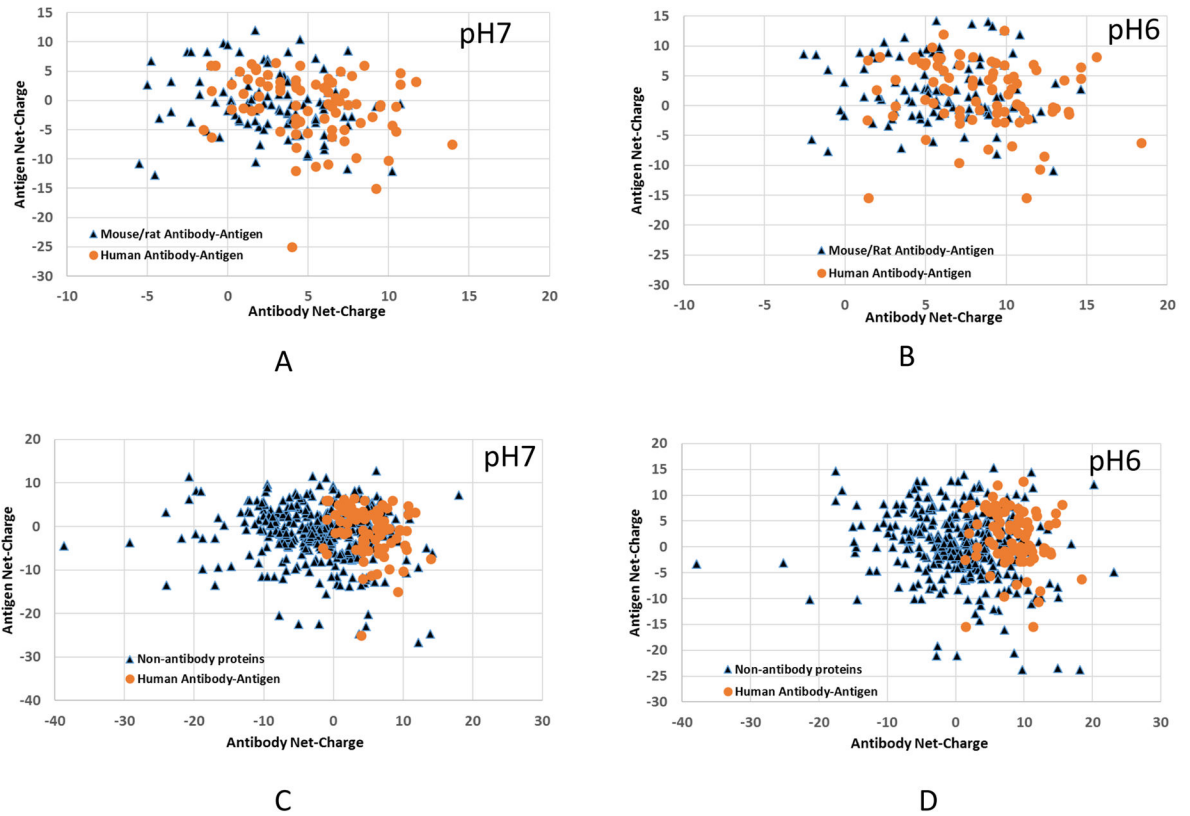 pH7
Antigen Net-Charge
15
10
5
0
-5
-10
-15
-20
-25
-30
Mouse/rat Antibody-Antigen
Human Antibody-Antigen
-10 -5 0 5 10 15 20
Antibody Net-Charge
A
pH6
Antigen Net-Charge
15
10
5
0
-5
-10
-15
-20
-25
-30
Mouse/Rat Antibody-Antigen
Human Antibody-Antigen
-10 -5 0 5 10 15 20
Antibody Net-Charge
B
pH7
Antigen Net-Charge
20
10
0
-10
-20
-30
-40
Non-antibody proteins
Human Antibody-Antigen
-40 -30 -20 -10 0 10 20 30
Antibody Net-Charge
C
pH6
Antigen Net-Charge
20
15
10
5
0
-5
-10
-15
-20
-25
-30
Non-antibody proteins
Human Antibody-Antigen
-40 -30 -20 -10 0 10 20 30
Antibody Net-Charge
D